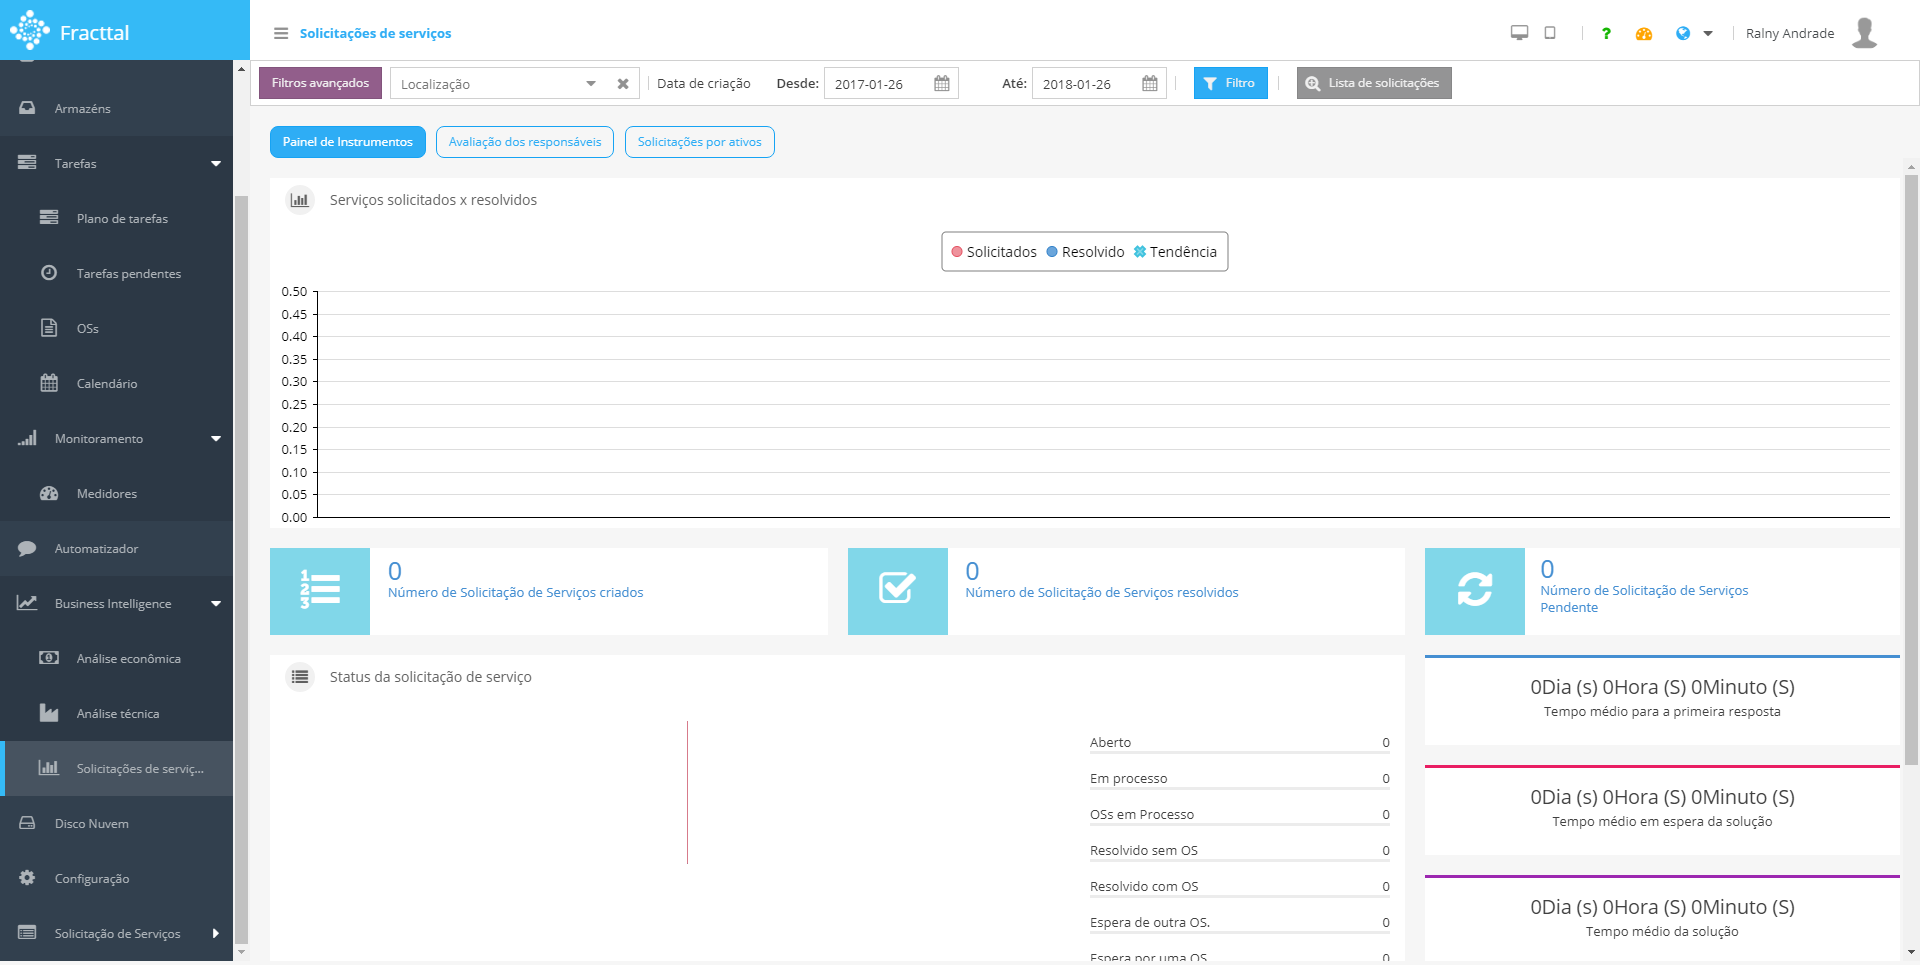 Fracttal
Solicitações de serviços
?
Ralny Andrade
Filtros avançados
Localização
Data de criação
Desde:
2017-01-26
Até:
2018-01-26
Filtro
Lista de solicitações
Armazéns
Tarefas
Plano de tarefas
Tarefas pendentes
OSs
Calendário
Monitoramento
Medidores
Automatizador
Business Intelligence
Análise econômica
Análise técnica
Solicitações de serviç...
Disco Nuvem
Configuração
Solicitação de Serviços
Painel de Instrumentos
Avaliação dos responsáveis
Solicitações por ativos
Serviços solicitados x resolvidos
Solicitados Resolvido Tendência
0.50
0.45
0.40
0.35
0.30
0.25
0.20
0.15
0.10
0.05
0.00
1
2
3
0
Número de Solicitação de Serviços criados
0
Número de Solicitação de Serviços resolvidos
0
Número de Solicitação de Serviços
Pendente
Status da solicitação de serviço
Aberto 0
Em processo 0
OSs em Processo 0
Resolvido sem OS 0
Resolvido com OS 0
Espera de outra OS. 0
Espera por uma OS 0
0Dia (s) 0Hora (S) 0Minuto (S)
Tempo médio para a primeira resposta
0Dia (s) 0Hora (S) 0Minuto (S)
Tempo médio em espera da solução
0Dia (s) 0Hora (S) 0Minuto (S)
Tempo médio da solução